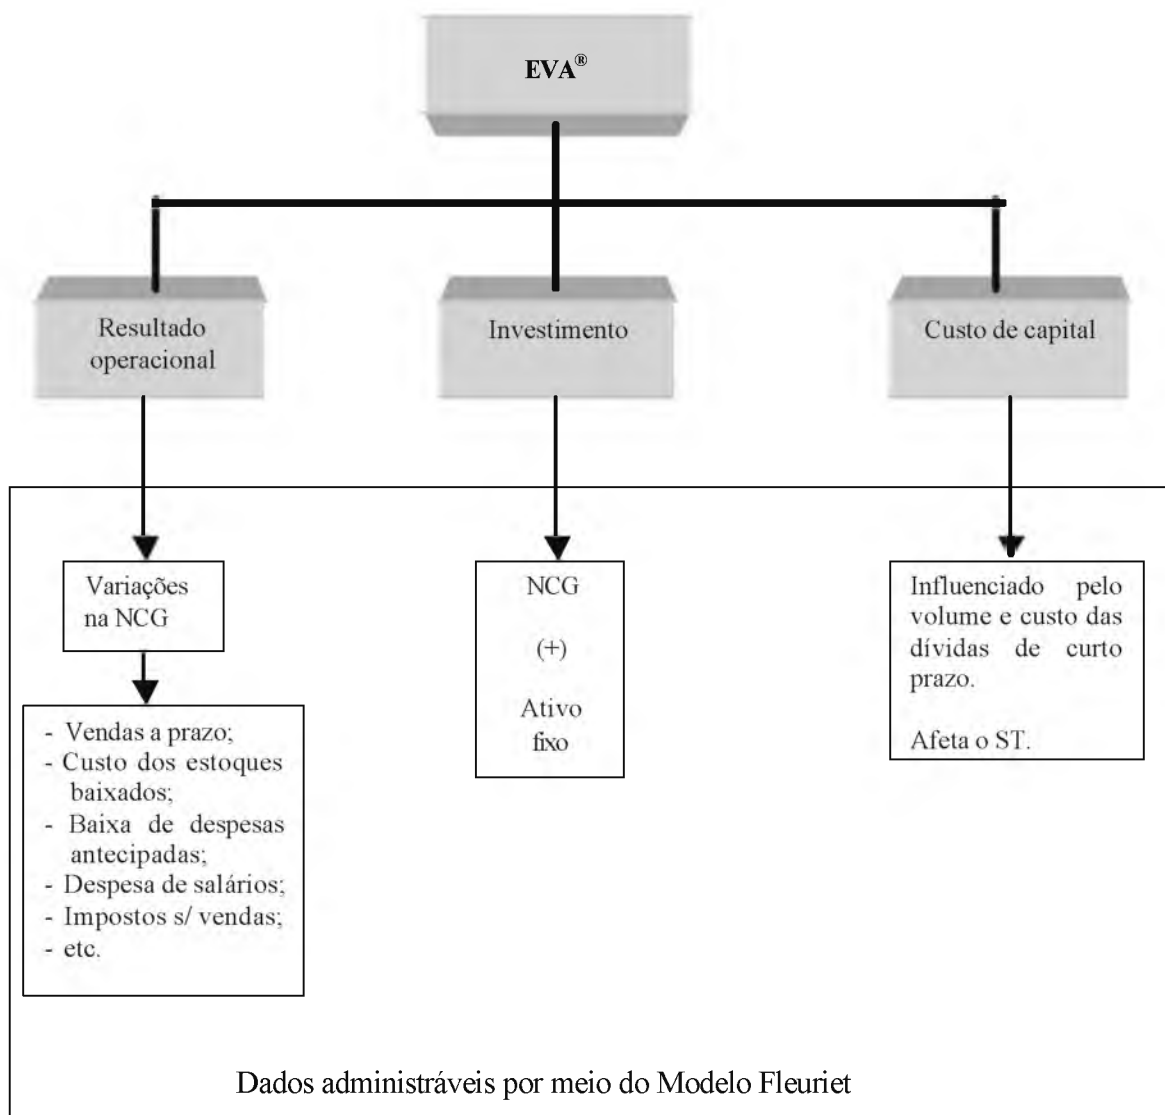 EVA®
Resultado
operacional
Investimento
Custo de capital
Variações
na NCG
- Vendas a prazo;
- Custo dos estoques
baixados;
- Baixa de despesas
antecipadas;
- Despesa de salários;
- Impostos s/ vendas;
- etc.
NCG
(+)
Ativo
fixo
Influenciado pelo
volume e custo das
dívidas de curto
prazo.
Afeta o ST.
Dados administráveis por meio do Modelo Fleuriet